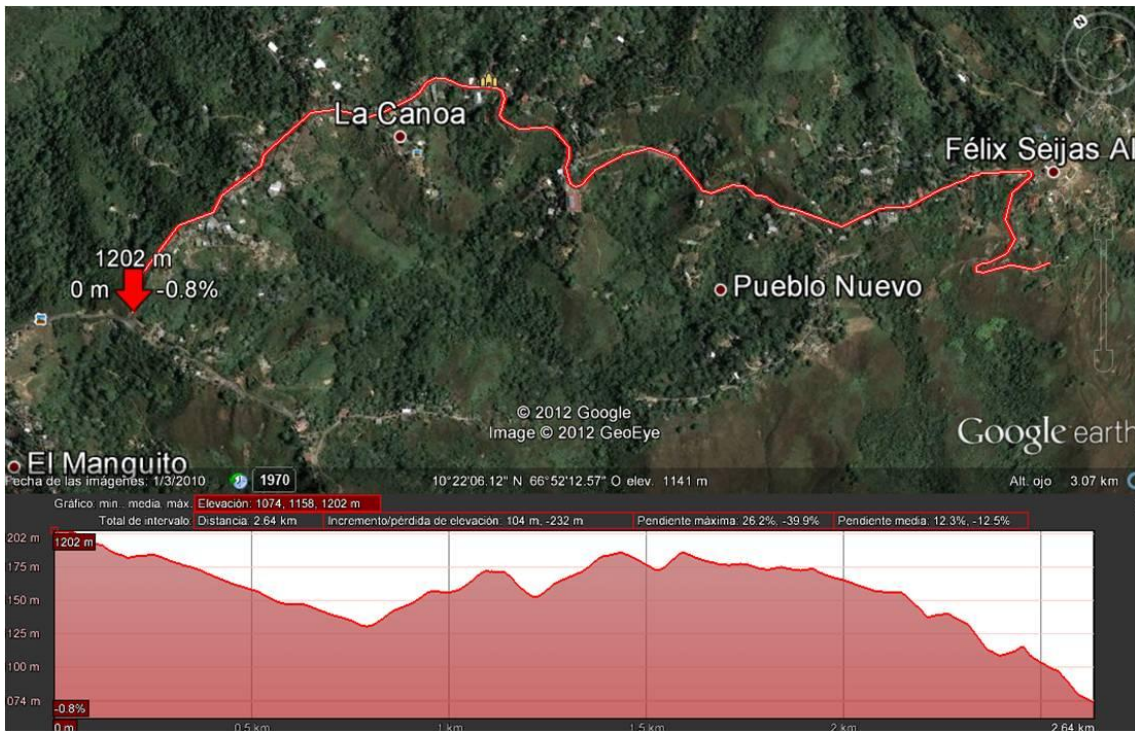 N
La Canoa
Félix Seijas Al
1202 m
0 m -0.8%
Pueblo Nuevo
© 2012 Google
Image © 2012 GeoEye
Google earth
El Manguito
Fecha de las imágenes: 1/3/2010 1970 10°22'06.12" N 66°52'12.57" O elev. 1141 m Alt. ojo 3.07 km
Gráfico: min., media, máx. Elevación: 1074, 1158, 1202 m
Total de intervalo: Distancia: 2.64 km Incremento/pérdida de elevación: 104 m, -232 m Pendiente máxima: 26.2%, -39.9% Pendiente media: 12.3%, -12.5%
202 m
1202 m
175 m
150 m
125 m
100 m
074 m
-0.8%
0 m 0.5 km 1 km 1.5 km 2 km 2.64 km